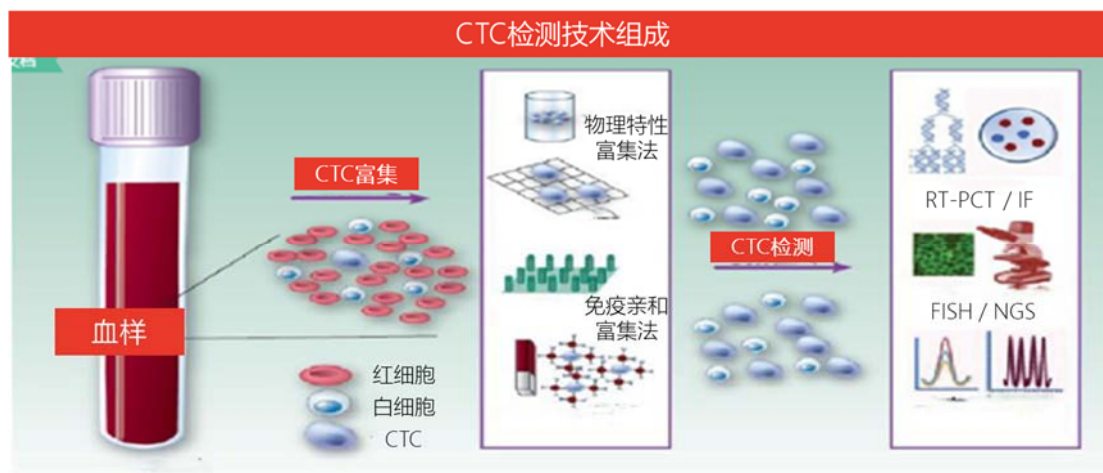 CTC检测技术组成
文档
血样
CTC富集
红细胞
白细胞
CTC
物理特性
富集法
免疫亲和
富集法
CTC检测
RT-PCT / IF
FISH / NGS